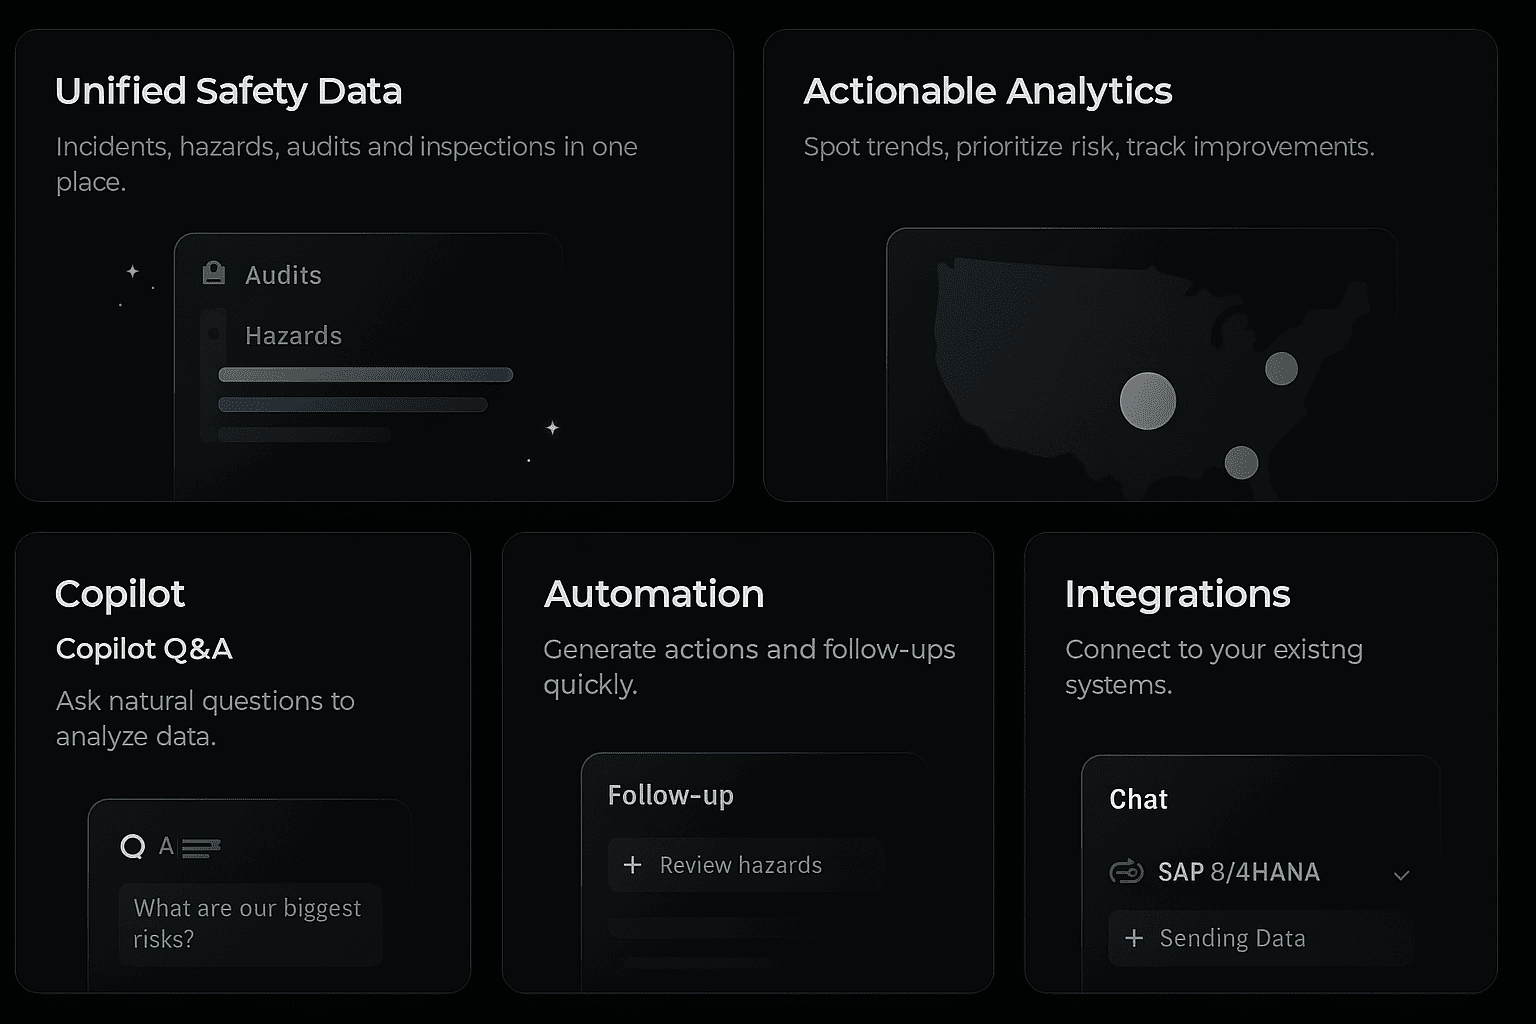 Unified Safety Data
Incidents, hazards, audits and inspections in one
place.
Audits
Hazards
Actionable Analytics
Spot trends, prioritize risk, track improvements.
Copilot
Copilot Q&A
Ask natural questions to
analyze data.
Q A
What are our biggest
risks?
Automation
Generate actions and follow-ups
quickly.
Follow-up
+ Review hazards
Integrations
Connect to your existng
systems.
Chat
SAP 8/4HANA
+ Sending Data